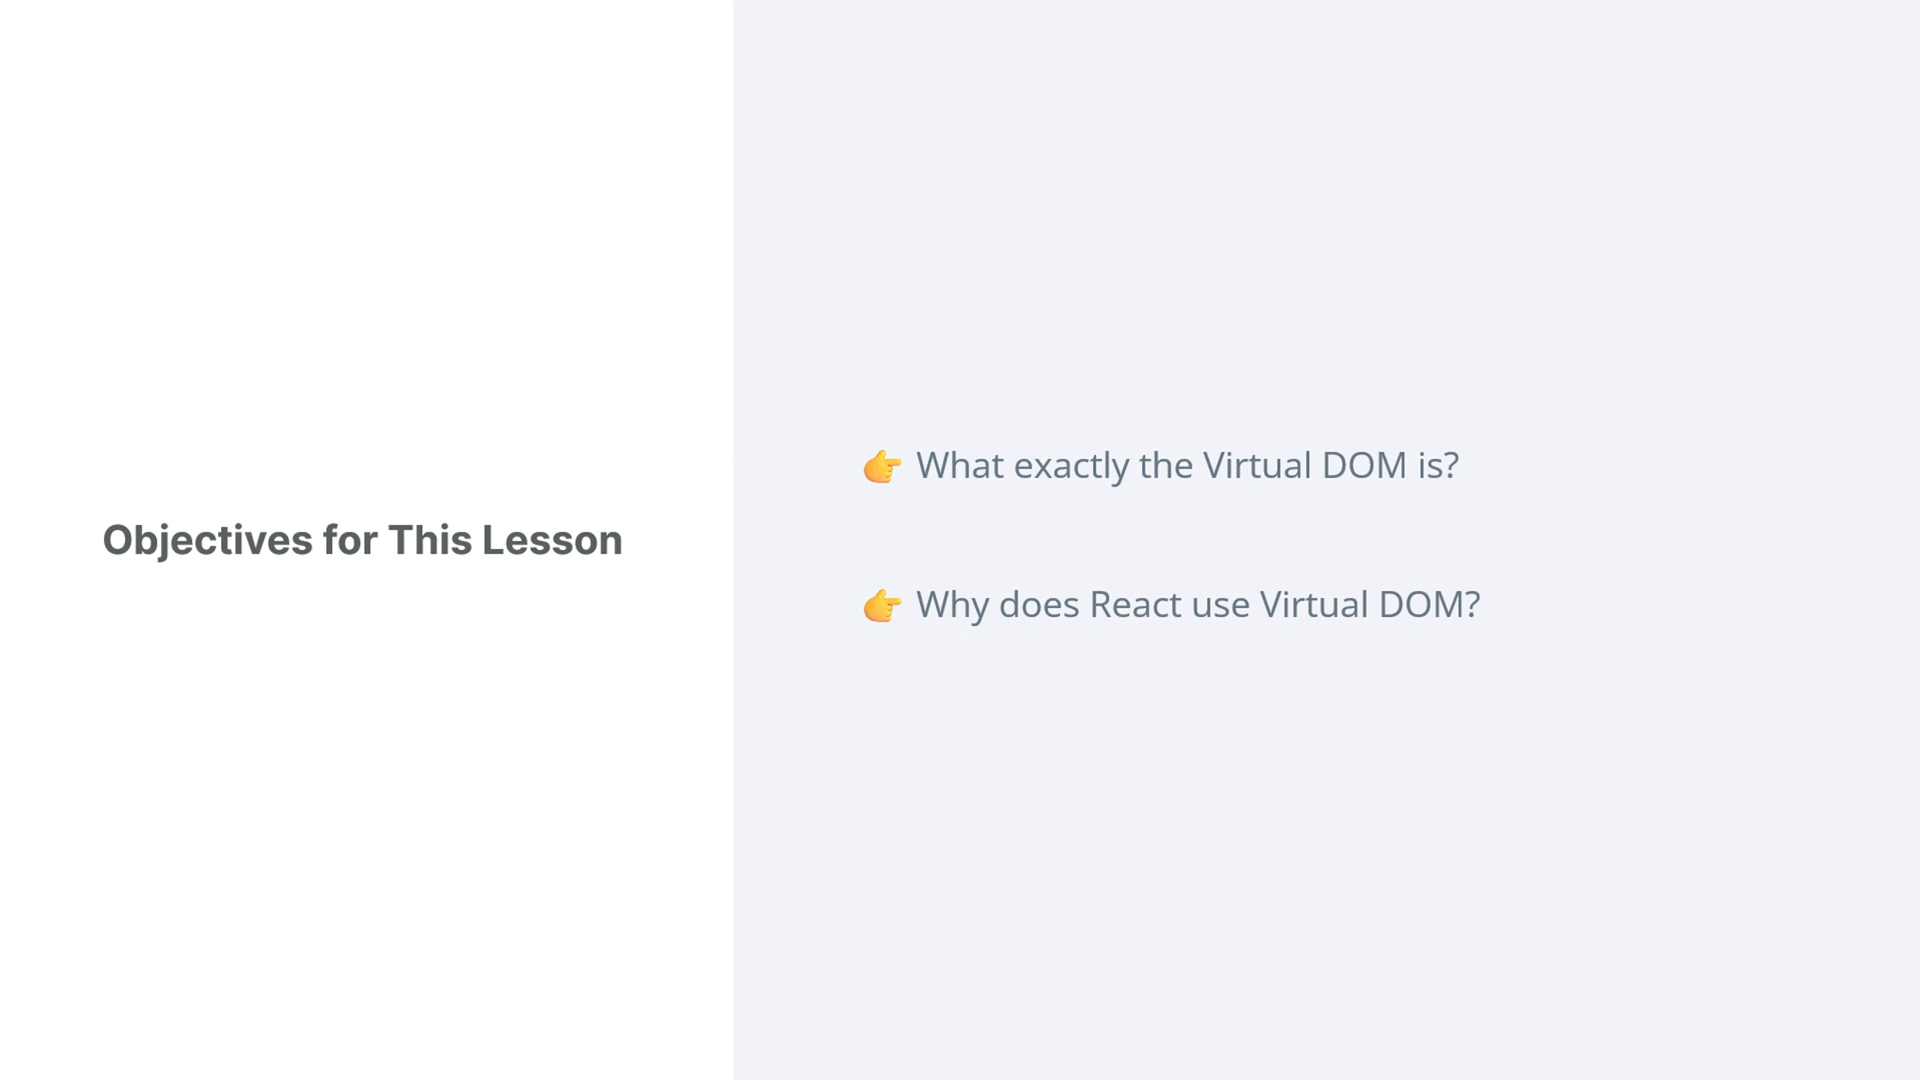 Objectives for This Lesson
👉 What exactly the Virtual DOM is?
👉 Why does React use Virtual DOM?